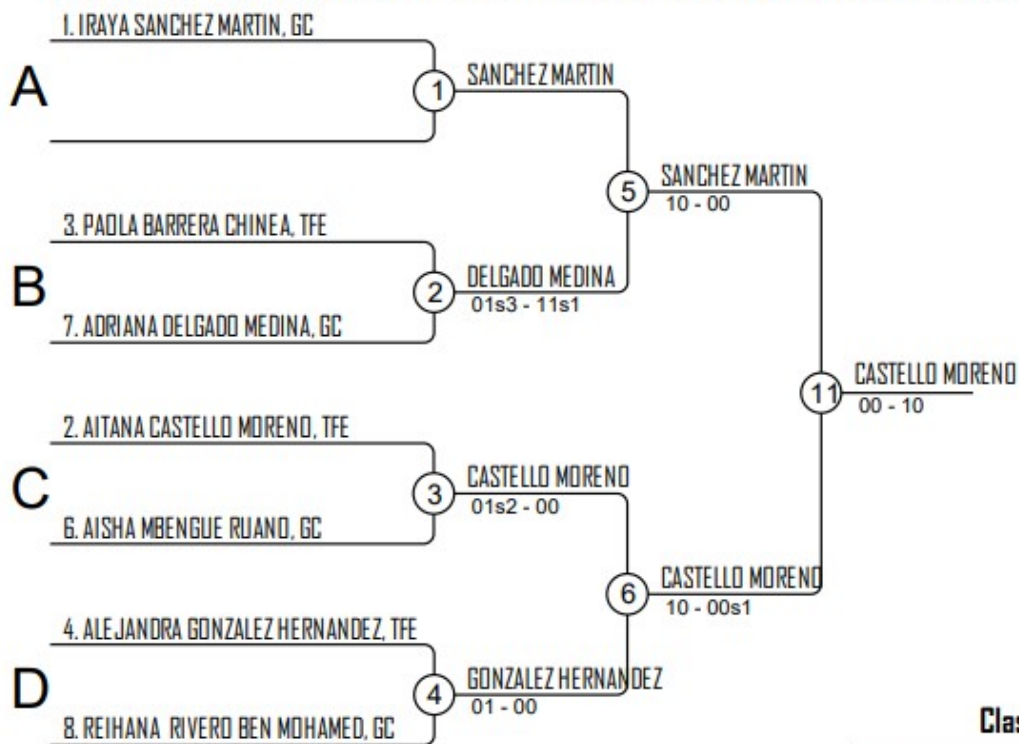 1. IRAYA SANCHEZ MARTIN, GC
A
1
SANCHEZ MARTIN
5
SANCHEZ MARTIN
10 - 00
3. PAOLA BARRERA CHINEA, TFE
B
2
DELGADO MEDINA
01s3 - 11s1
7. ADRIANA DELGADO MEDINA, GC
11
CASTELLO MORENO
00 - 10
2. AITANA CASTELLO MORENO, TFE
C
3
CASTELLO MORENO
01s2 - 00
6. AISHA MBENGUE RUANO, GC
6
CASTELLO MORENO
10 - 00s1
4. ALEJANDRA GONZALEZ HERNANDEZ, TFE
D
4
GONZALEZ HERNANDEZ
01 - 00
8. REIHANA RIVERO BEN MOHAMED, GC
Clas